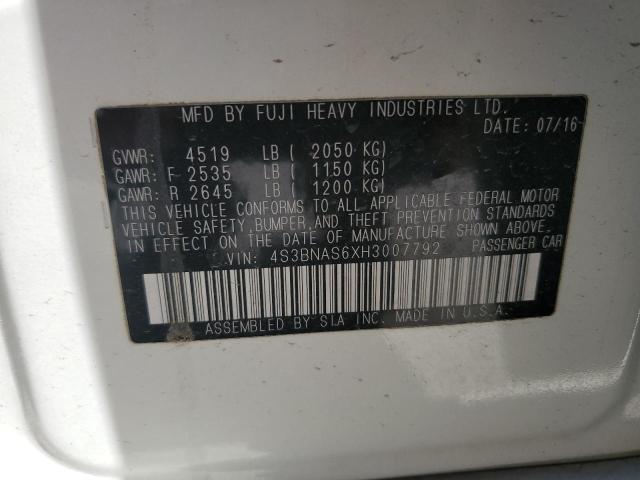 MFD BY FUJI HEAVY INDUSTRIES LTD.
DATE: 07/16
GVWR: 4519 LB ( 2050 KG)
GAWR: F 2535 LB ( 1150 KG)
GAWR: R 2645 LB ( 1200 KG)
THIS VEHICLE CONFORMS TO ALL APPLICABLE FEDERAL MOTOR
VEHICLE SAFETY, BUMPER, AND THEFT PREVENTION STANDARDS
IN EFFECT ON THE DATE OF MANUFACTURE SHOWN ABOVE.
VIN: 4S3BNAS6XH3007792 PASSENGER CAR
ASSEMBLED BY SIA INC. MADE IN U.S.A.